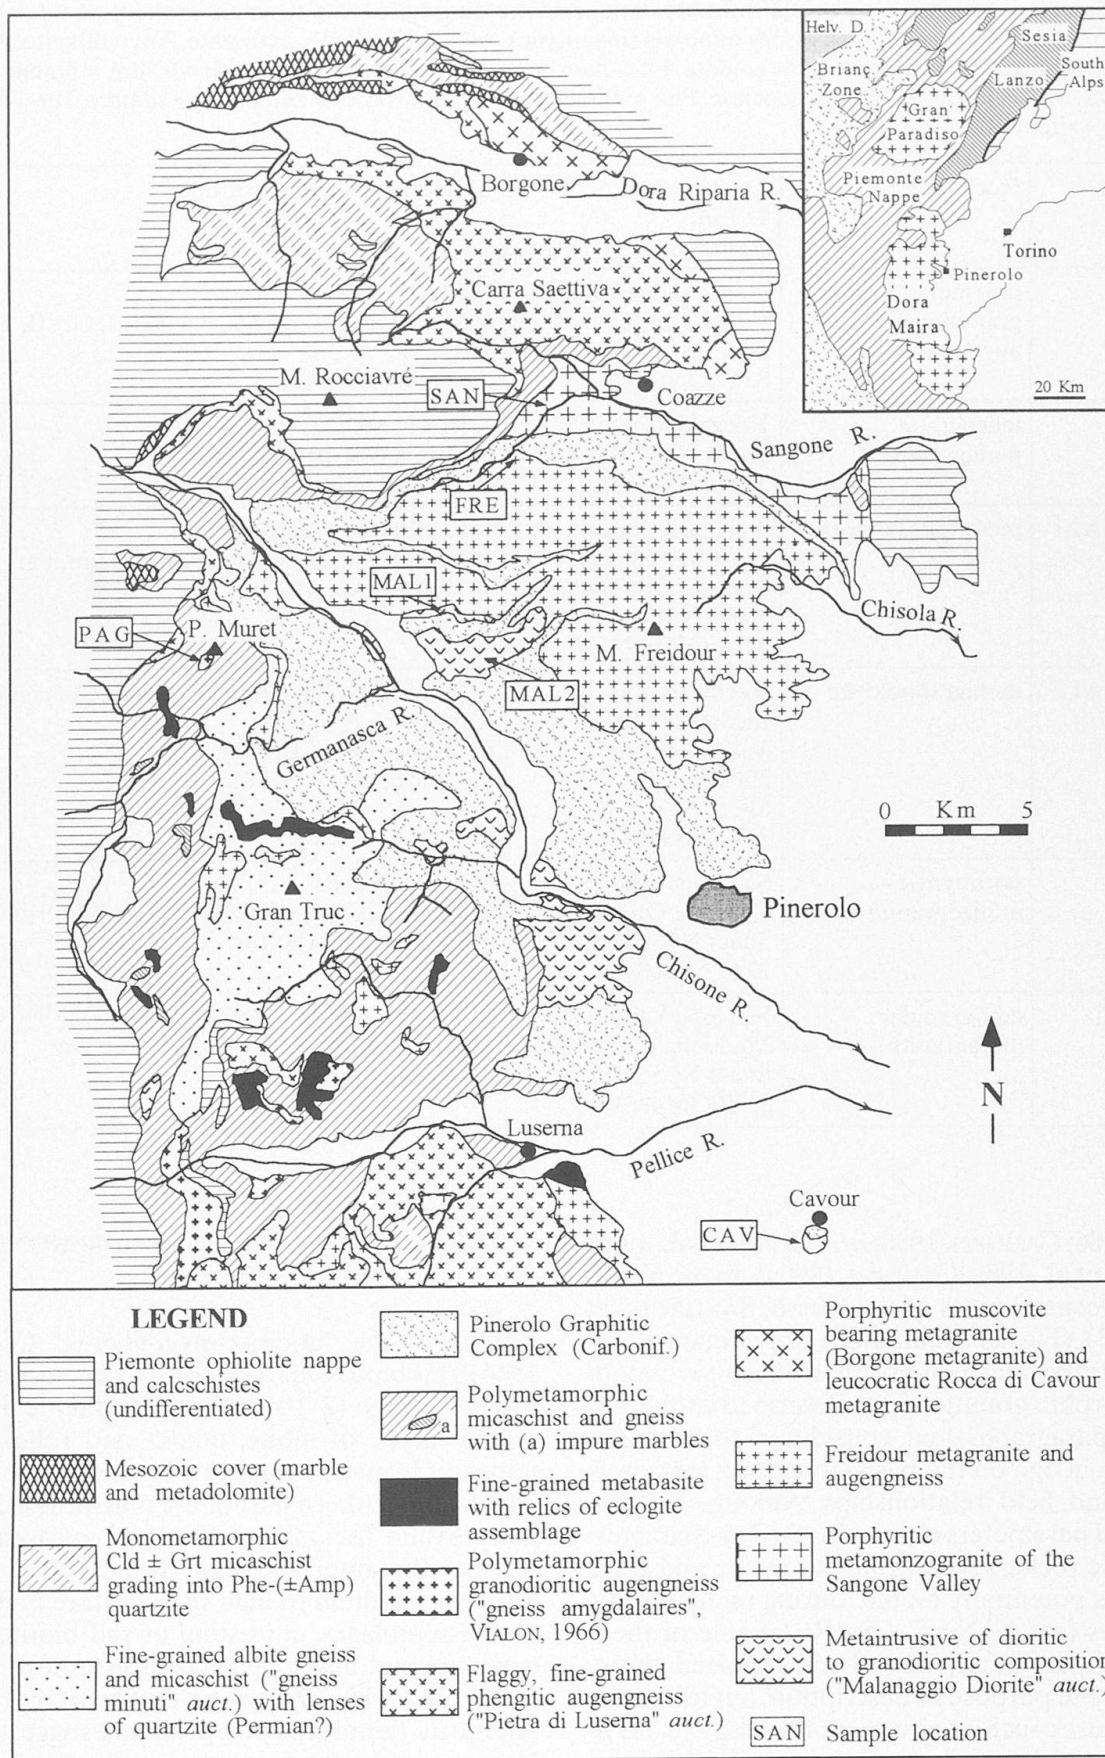 Helv. D.
Sesia
South
Alps
Brianç
Zone
Lanzo
Gran
Paradiso
Piemonte
Nappe
Torino
Pinerolo
Dora
Maira
20 Km
Borgone
Dora Riparia R.
Carra Saettiva
M. Rocciavré
SAN
Coazze
Sangone R.
FRE
MAL1
Chisola R.
PAG
P. Muret
M. Freidour
MAL2
Germanasca R.
0 Km 5
Gran Truc
Pinerolo
Chisone R.
N
Luserna
Pellice R.
Cavour
CAV
LEGEND
Piemonte ophiolite nappe
and calcschistes
(undifferentiated)
Mesozoic cover (marble
and metadolomite)
Monometamorphic
Cld ± Grt micaschist
grading into Phe-(±Amp)
quartzite
Fine-grained albite gneiss
and micaschist ("gneiss
minuti" auct.) with lenses
of quartzite (Permian?)
Pinerolo Graphitic
Complex (Carbonif.)
a
Polymetamorphic
micaschist and gneiss
with (a) impure marbles
Fine-grained metabasite
with relics of eclogite
assemblage
Polymetamorphic
granodioritic augengneiss
("gneiss amygdalaires",
VIALON, 1966)
Flaggy, fine-grained
phengitic augengneiss
("Pietra di Luserna" auct.)
Porphyritic muscovite
bearing metagranite
(Borgone metagranite) and
leucocratic Rocca di Cavour
metagranite
Freidour metagranite and
augengneiss
Porphyritic
metamonzogranite of the
Sangone Valley
Metaintrusive of dioritic
to granodioritic composition
("Malanaggio Diorite" auct.)
SAN Sample location